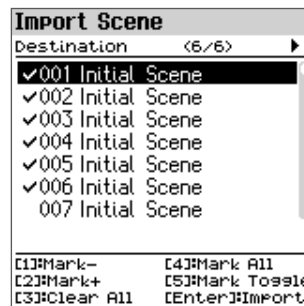 Import Scene
Destination (6/6)
✓001 Initial Scene
✓002 Initial Scene
✓003 Initial Scene
✓004 Initial Scene
✓005 Initial Scene
✓006 Initial Scene
007 Initial Scene
[1]:Mark- [4]:Mark All
[2]:Mark+ [5]:Mark Toggle
[3]:Clear All [Enter]:Import